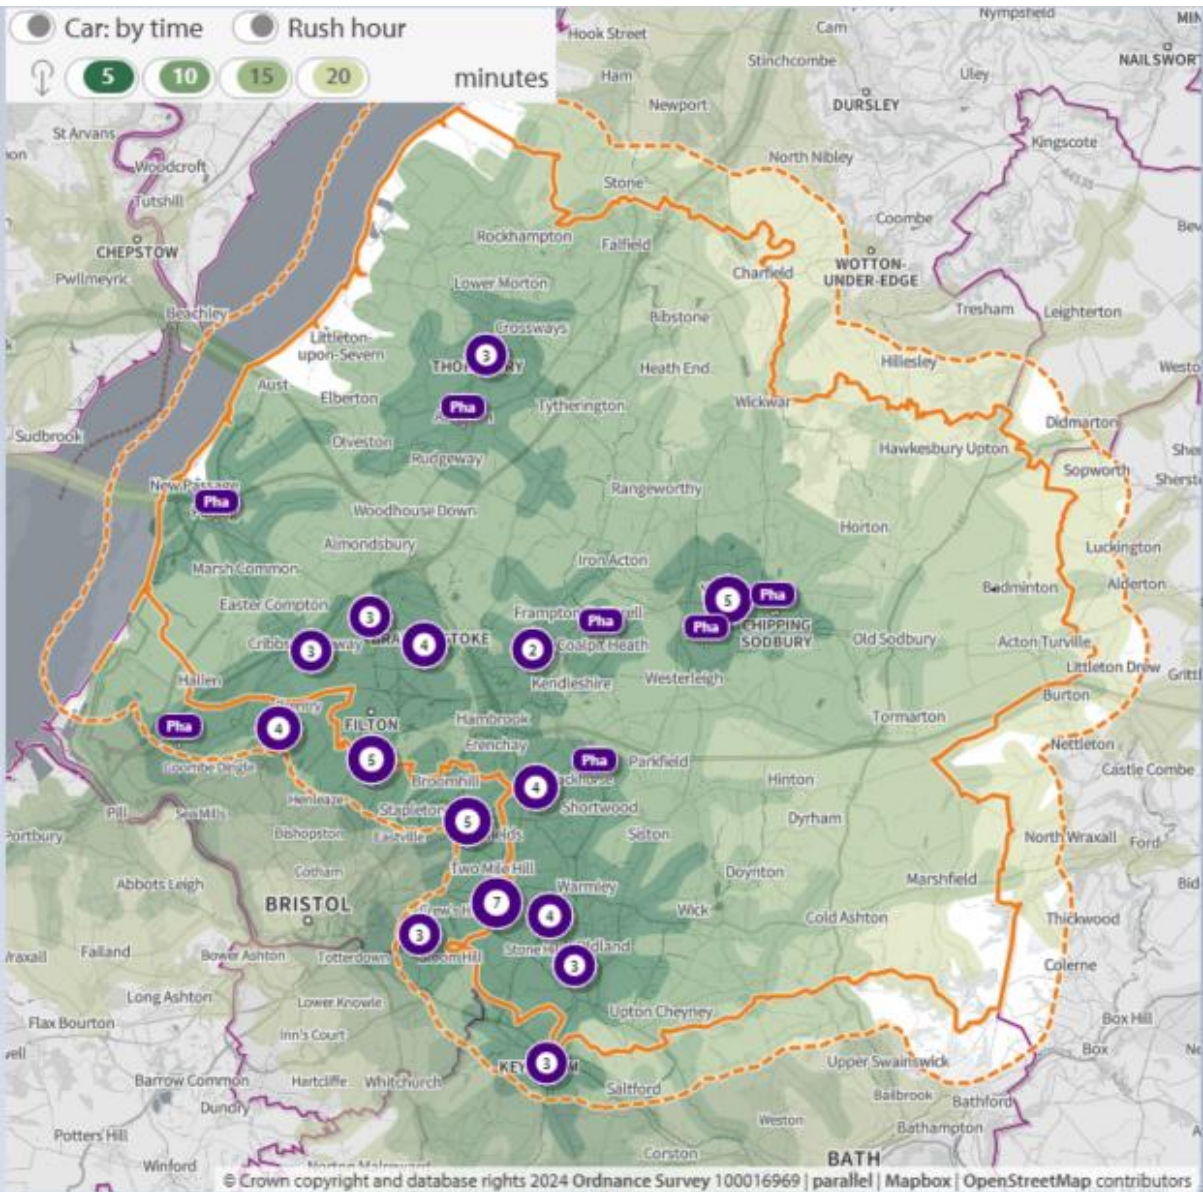 Car: by time Rush hour
5 10 15 20 minutes
Hook Street
Cam
Nympsfield
Stinchcombe
NAILSWOR
Ham
Uley
Newport
DURSLEY
St Arvans
Kingscote
Woodcroft
North Nibley
Stone
Tutshill
Coombe
Rockhampton
Falfield
CHEPSTOW
WOTTON-
UNDER-EDGE
Charfield
Pwllmeyric
Lower Morton
Tresham
Leighterton
Beachley
Crossways
Bibstone
Littleton-
upon-Severn
3
Hillesley
Heath End
Aust
Elberton
Pha
Tytherington
Wickwar
Didmarton
Sudbrook
Olveston
Hawkesbury Upton
Rudgeway
Sopworth
New Passage
Rangeworthy
Pha
Woodhouse Down
Horton
Almondsbury
Luckington
Iron Acton
Marsh Common
Badminton
Alderton
5
Pha
Easter Compton
3
Pha
Pha
CHIPPING
SODBURY
Old Sodbury
Acton Turville
3
4
2
Coalpit Heath
Littleton Drew
Hallen
Kendleshire
Westerleigh
Burton
Pha
4
FILTON
Hambrook
Tormarton
Frenchay
Nettleton
5
Pha
Parkfield
Coombe Dingle
Castle Combe
Broomhill
4
Hinton
Henleaze
Stapleton
Shortwood
Pill
Sea Mills
5
Dyrham
Portbury
Bishopston
Eastville
Siston
North Wraxall
Ford
Cotham
Two Mile Hill
Doynton
Abbots Leigh
Warmley
Marshfield
BRISTOL
7
4
Wick
Cold Ashton
Thickwood
3
Failand
Bower Ashton
Totterdown
3
Colerne
Long Ashton
Lower Knowle
Upton Cheyney
Box Hill
Flax Bourton
Inn's Court
Box
3
Upper Swainswick
Barrow Common
Hartcliffe
Whitchurch
Saltford
Bailbrook
Bathford
Dundry
Weston
Bathampton
Potters Hill
Corston
BATH
Winford
Norton Malreward
© Crown copyright and database rights 2024 Ordnance Survey 100016969 | parallel | Mapbox | OpenStreetMap contributors